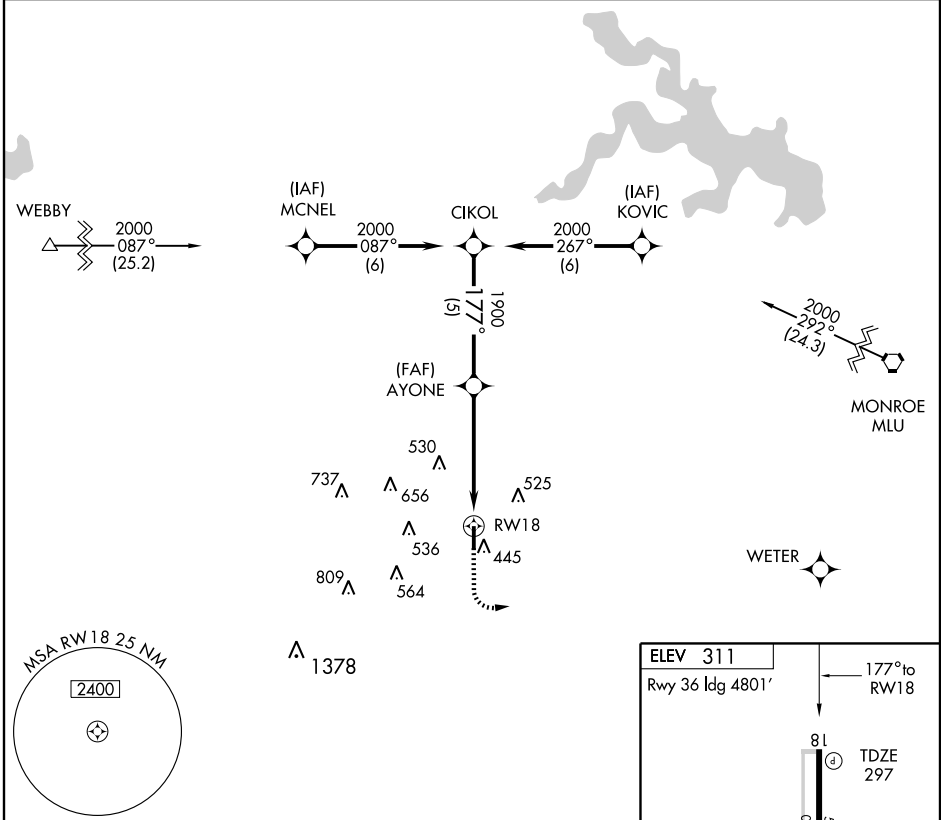 WEBBY
2000
087°
(25.2)
(IAF)
MCNEL
2000
087°
(6)
CIKOL
2000
267°
(6)
(IAF)
KOVIC
1900
177°
(5)
2000
292°
(24.3)
MONROE
MLU
(FAF)
AYONE
530
737
656
525
RW18
536
445
809
564
WETER
1378
MSA RW18 25 NM
2400
ELEV 311
Rwy 36 ldg 4801'
177° to
RW18
18
P
TDZE
297